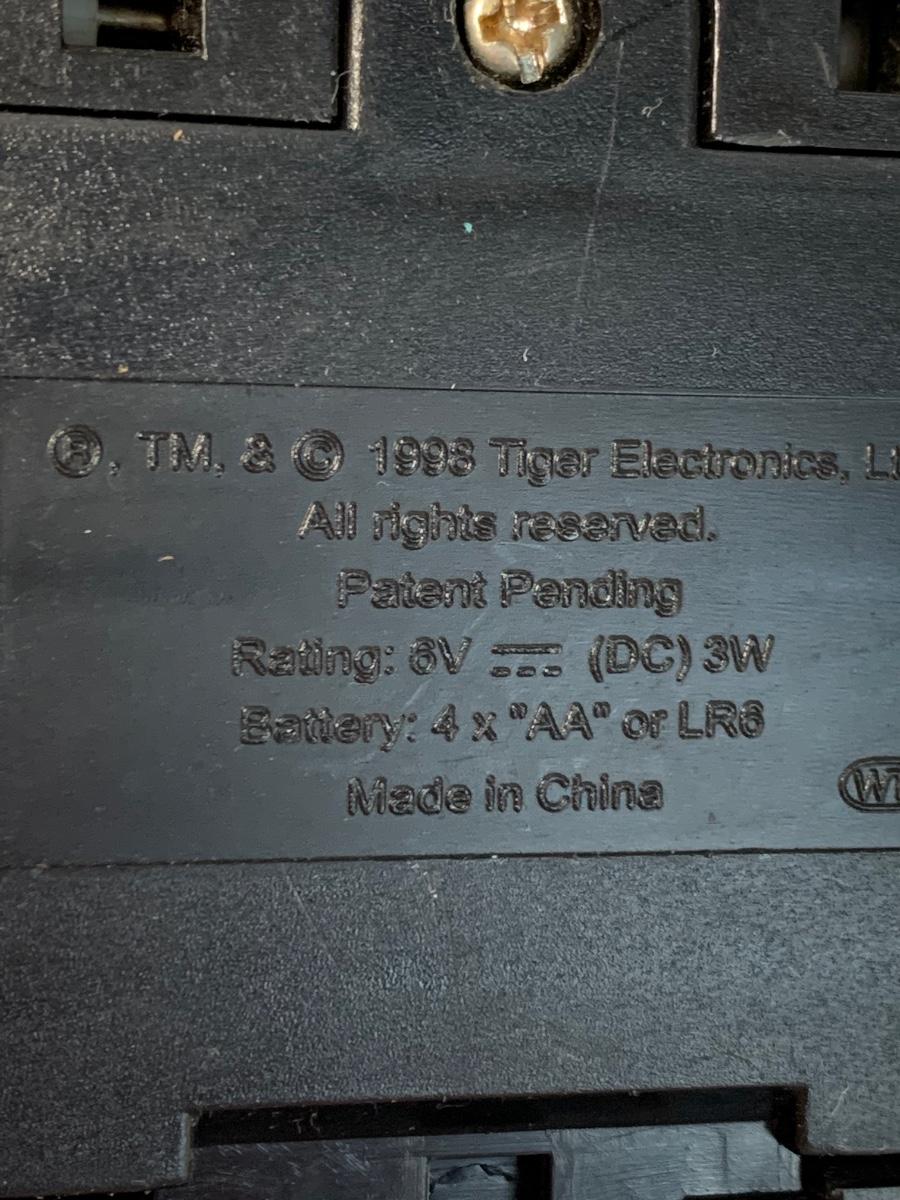 ®, TM, & © 1998 Tiger Electronics,
All rights reserved.
Patent Pending
Rating: 6V ⎓ (DC) 3W
Battery: 4 x "AA" or LR6
Made in China